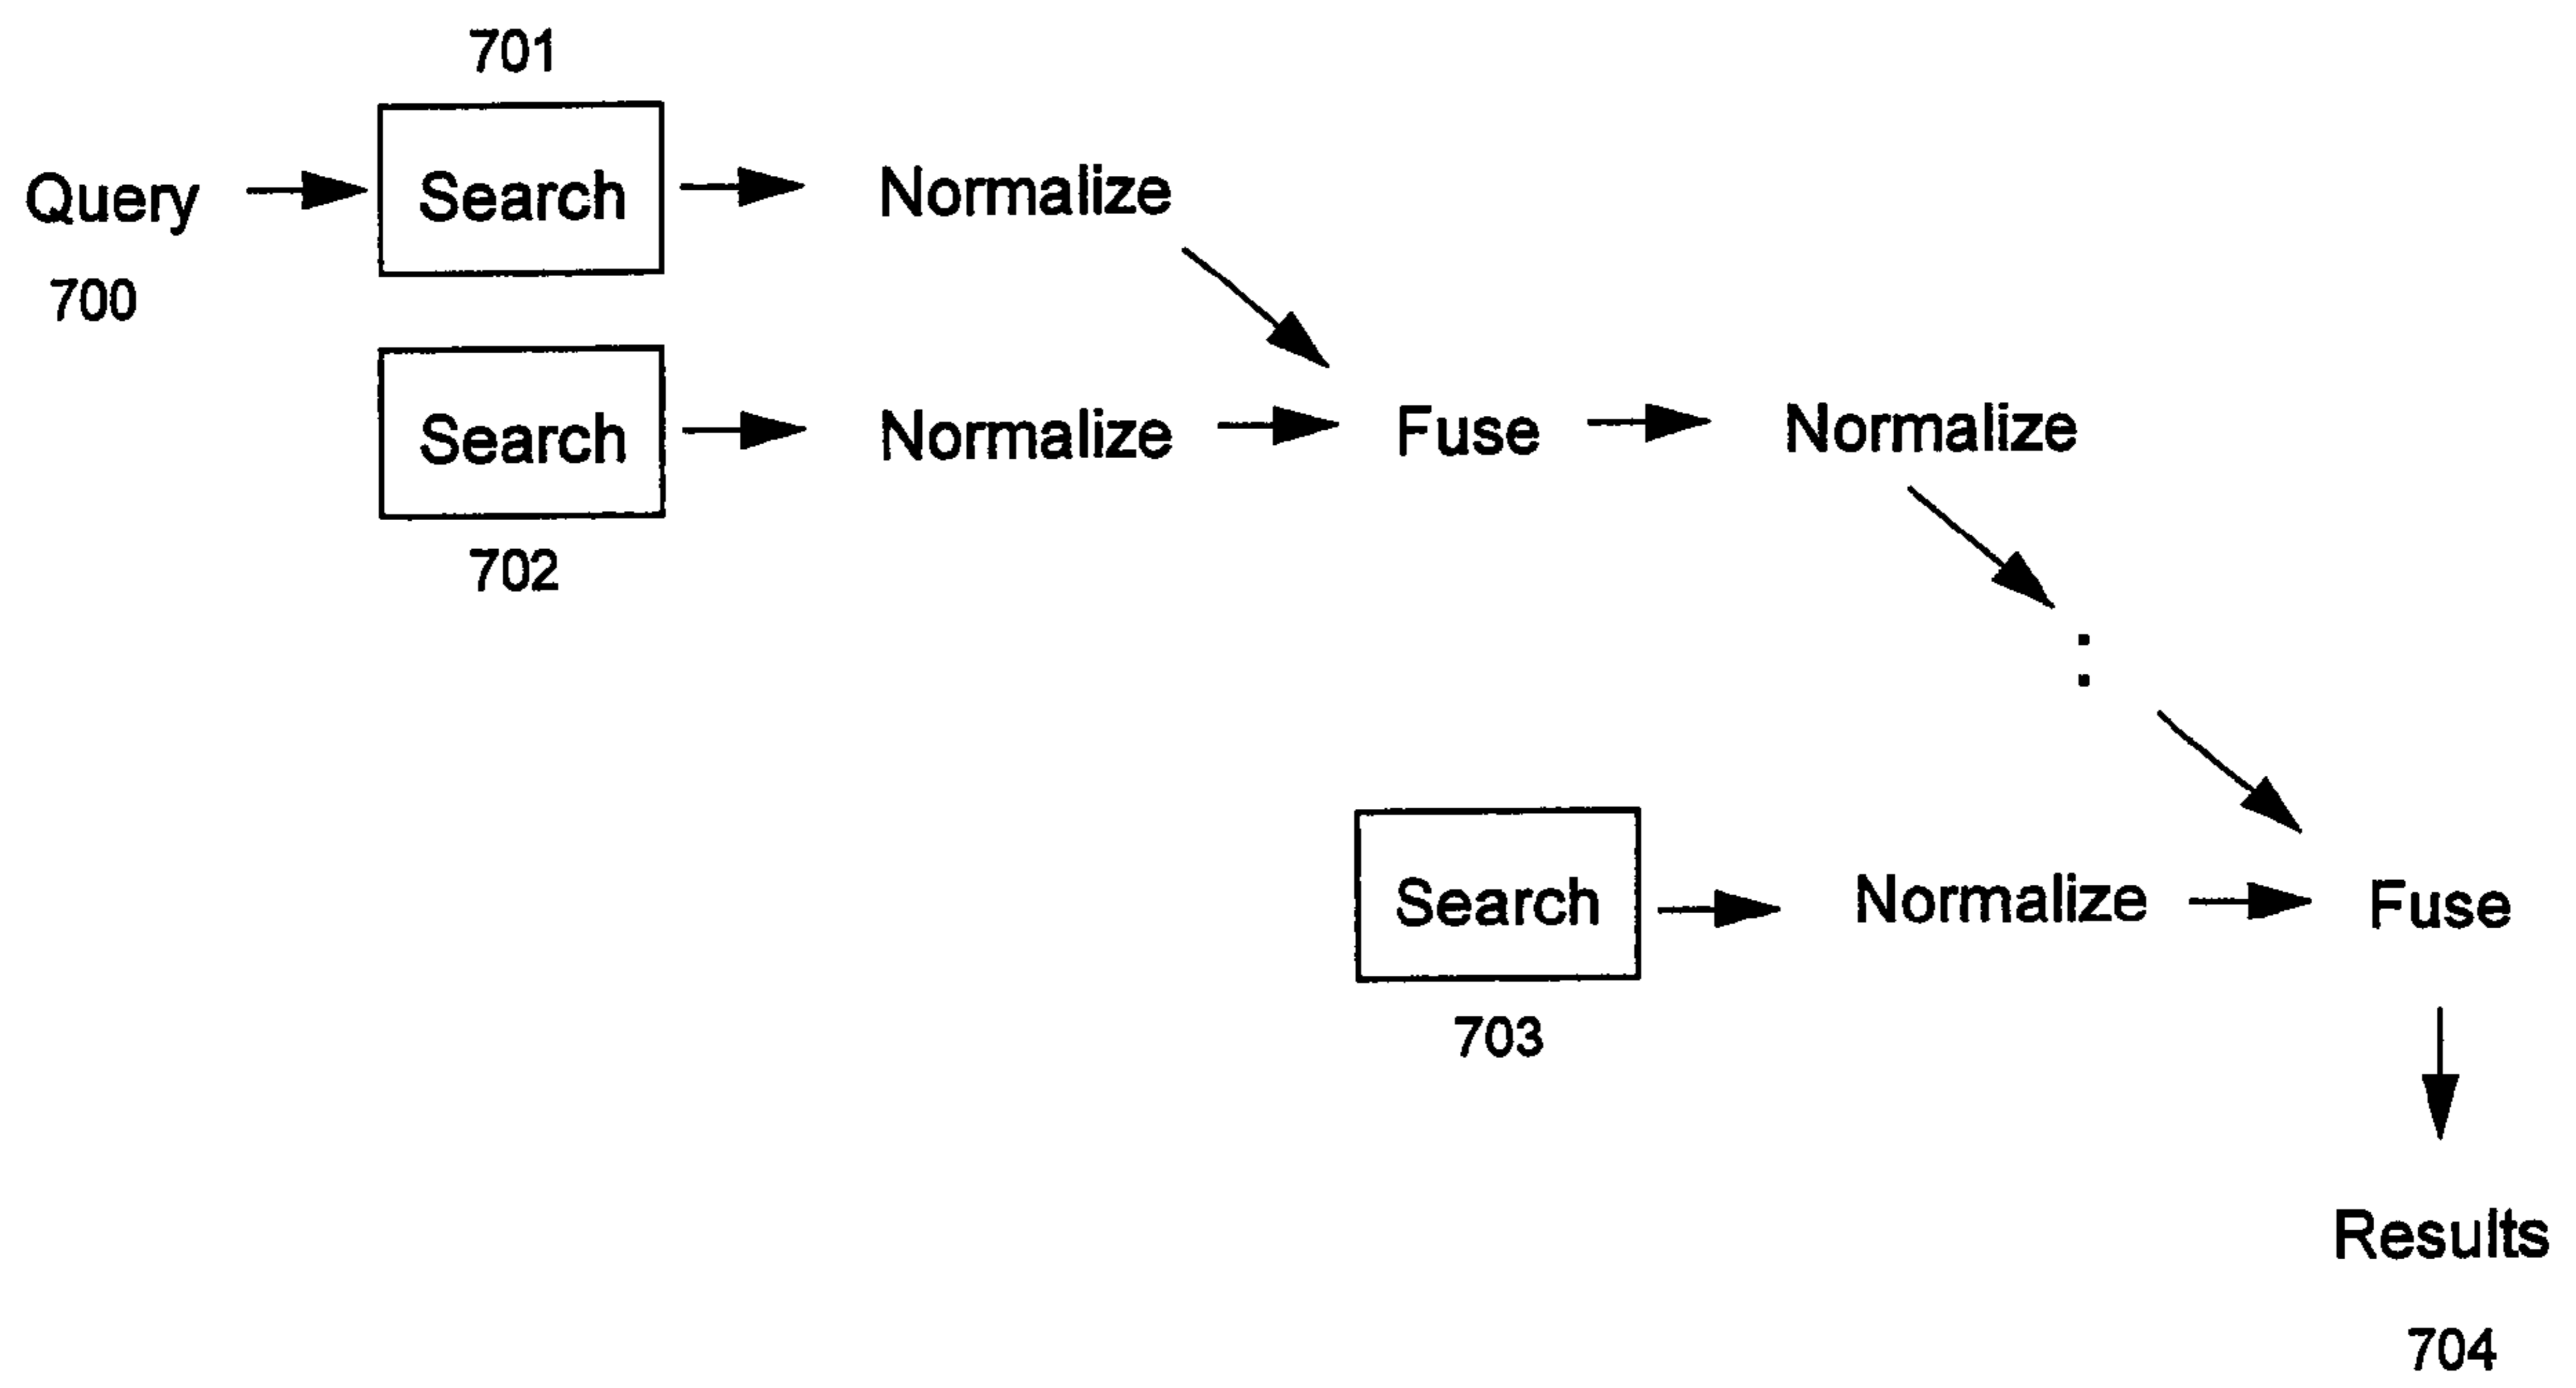 701
Query
Search
Normalize
700
Search
Normalize
Fuse
Normalize
702
:
Search
Normalize
Fuse
703
Results
704